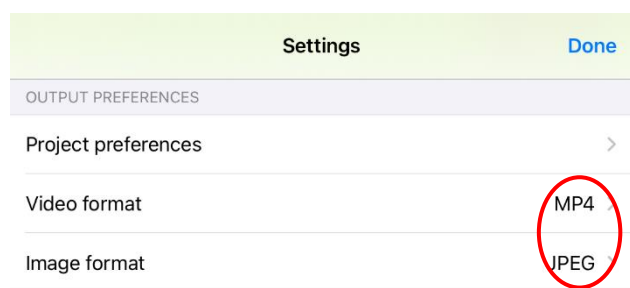 Settings Done
OUTPUT PREFERENCES
Project preferences
Video format MP4
Image format JPEG